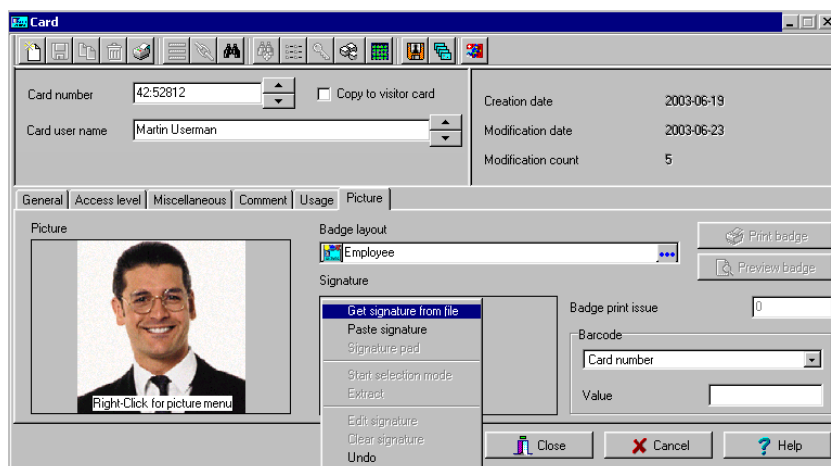 Card
Card number
42:52812
Copy to visitor card
Card user name
Martin Userman
Creation date
2003-06-19
Modification date
2003-06-23
Modification count
5
General
Access level
Miscellaneous
Comment
Usage
Picture
Picture
Right-Click for picture menu
Badge layout
Employee
Signature
Get signature from file
Paste signature
Signature pad
Start selection mode
Extract
Edit signature
Clear signature
Undo
Print badge
Preview badge
Badge print issue
0
Barcode
Card number
Value
Close
Cancel
Help